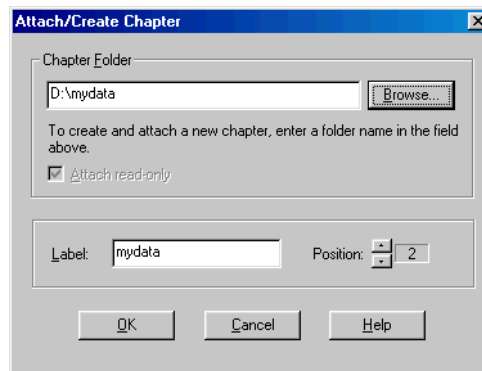 Attach/Create Chapter
Chapter Folder
D:\mydata
Browse...
To create and attach a new chapter, enter a folder name in the field
above.
Attach read-only
Label: mydata Position: 2
OK Cancel Help